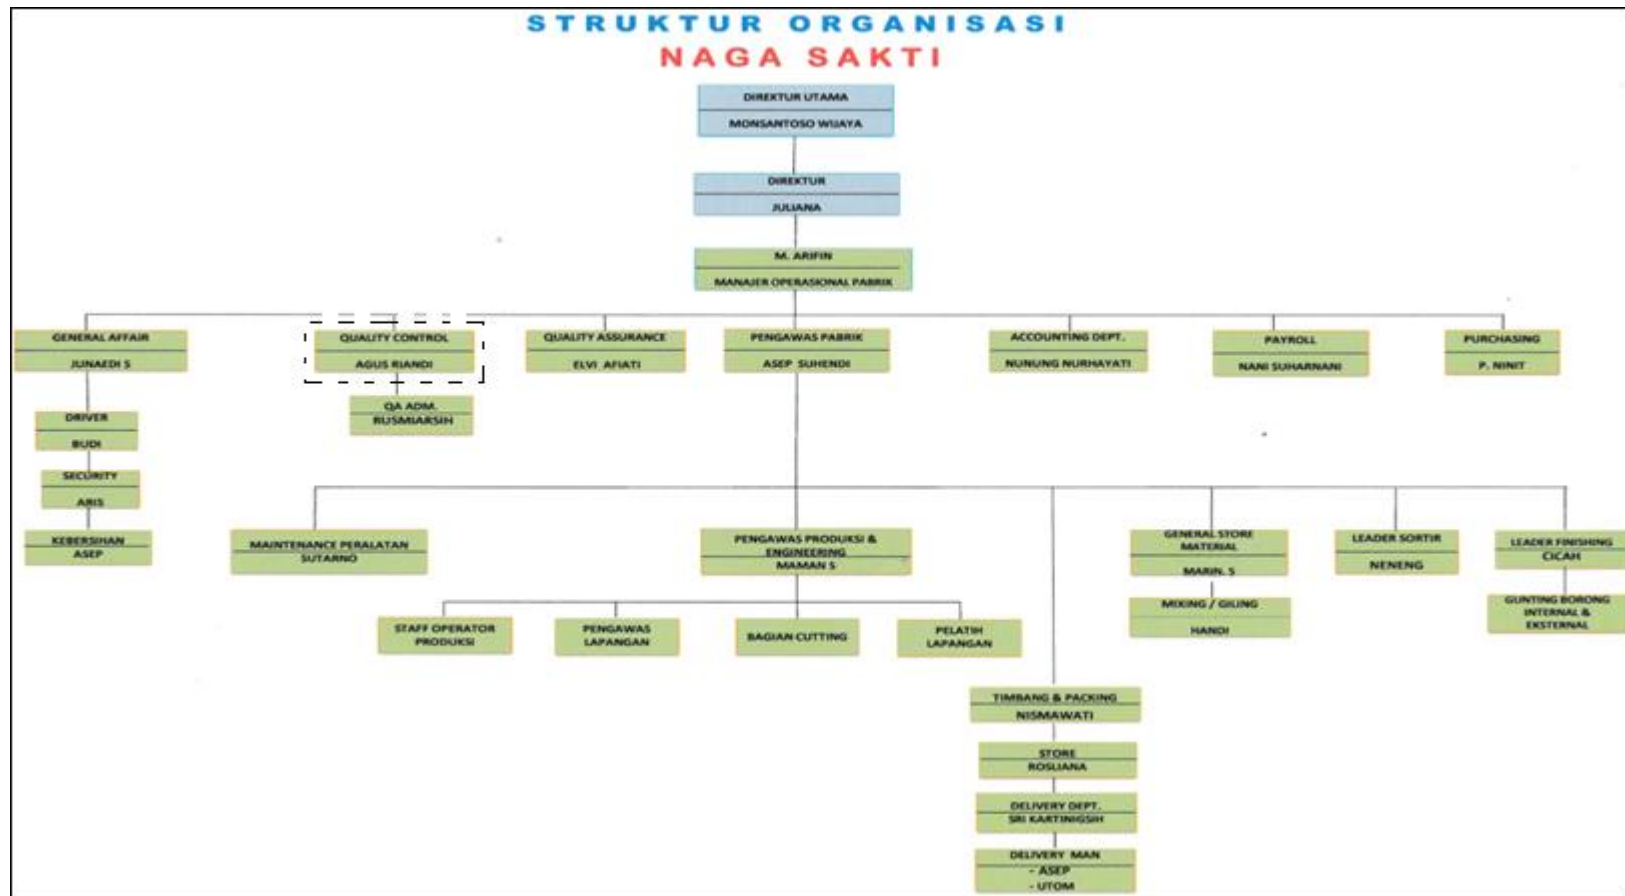 STRUKTUR ORGANISASI
NAGA SAKTI
DIREKTUR UTAMA
MONSANTOSO WIJAYA
DIREKTUR
JULIANA
M. ARIFIN
MANAJER OPERASIONAL PABRIK
GENERAL AFFAIR
JUNAEDI S
QUALITY CONTROL
AGUS RIANDI
QUALITY ASSURANCE
ELVI AFIATI
PENGAWAS PABRIK
ASEP SUHENDI
ACCOUNTING DEPT.
NUNUNG NURHAYATI
PAYROLL
NANI SUHARNANI
PURCHASING
P. NINIT
DRIVER
BUDI
QA ADM.
RUSMIARSIH
SECURITY
ARIS
KEBERSIHAN
ASEP
MAINTENANCE PERALATAN
SUTARNO
PENGAWAS PRODUKSI &
ENGINEERING
MAMAN S
GENERAL STORE
MATERIAL
MARIN. S
LEADER SORTIR
NENENG
LEADER FINISHING
CICAH
STAFF OPERATOR
PRODUKSI
PENGAWAS
LAPANGAN
BAGIAN CUTTING
PELATIH
LAPANGAN
MIXING / GILING
HANDI
GUNTING BORONG
INTERNAL &
EKSTERNAL
TIMBANG & PACKING
NISMAWATI
STORE
ROSLIANA
DELIVERY DEPT.
SRI KARTINIGSIH
DELIVERY MAN
- ASEP
- UTOM